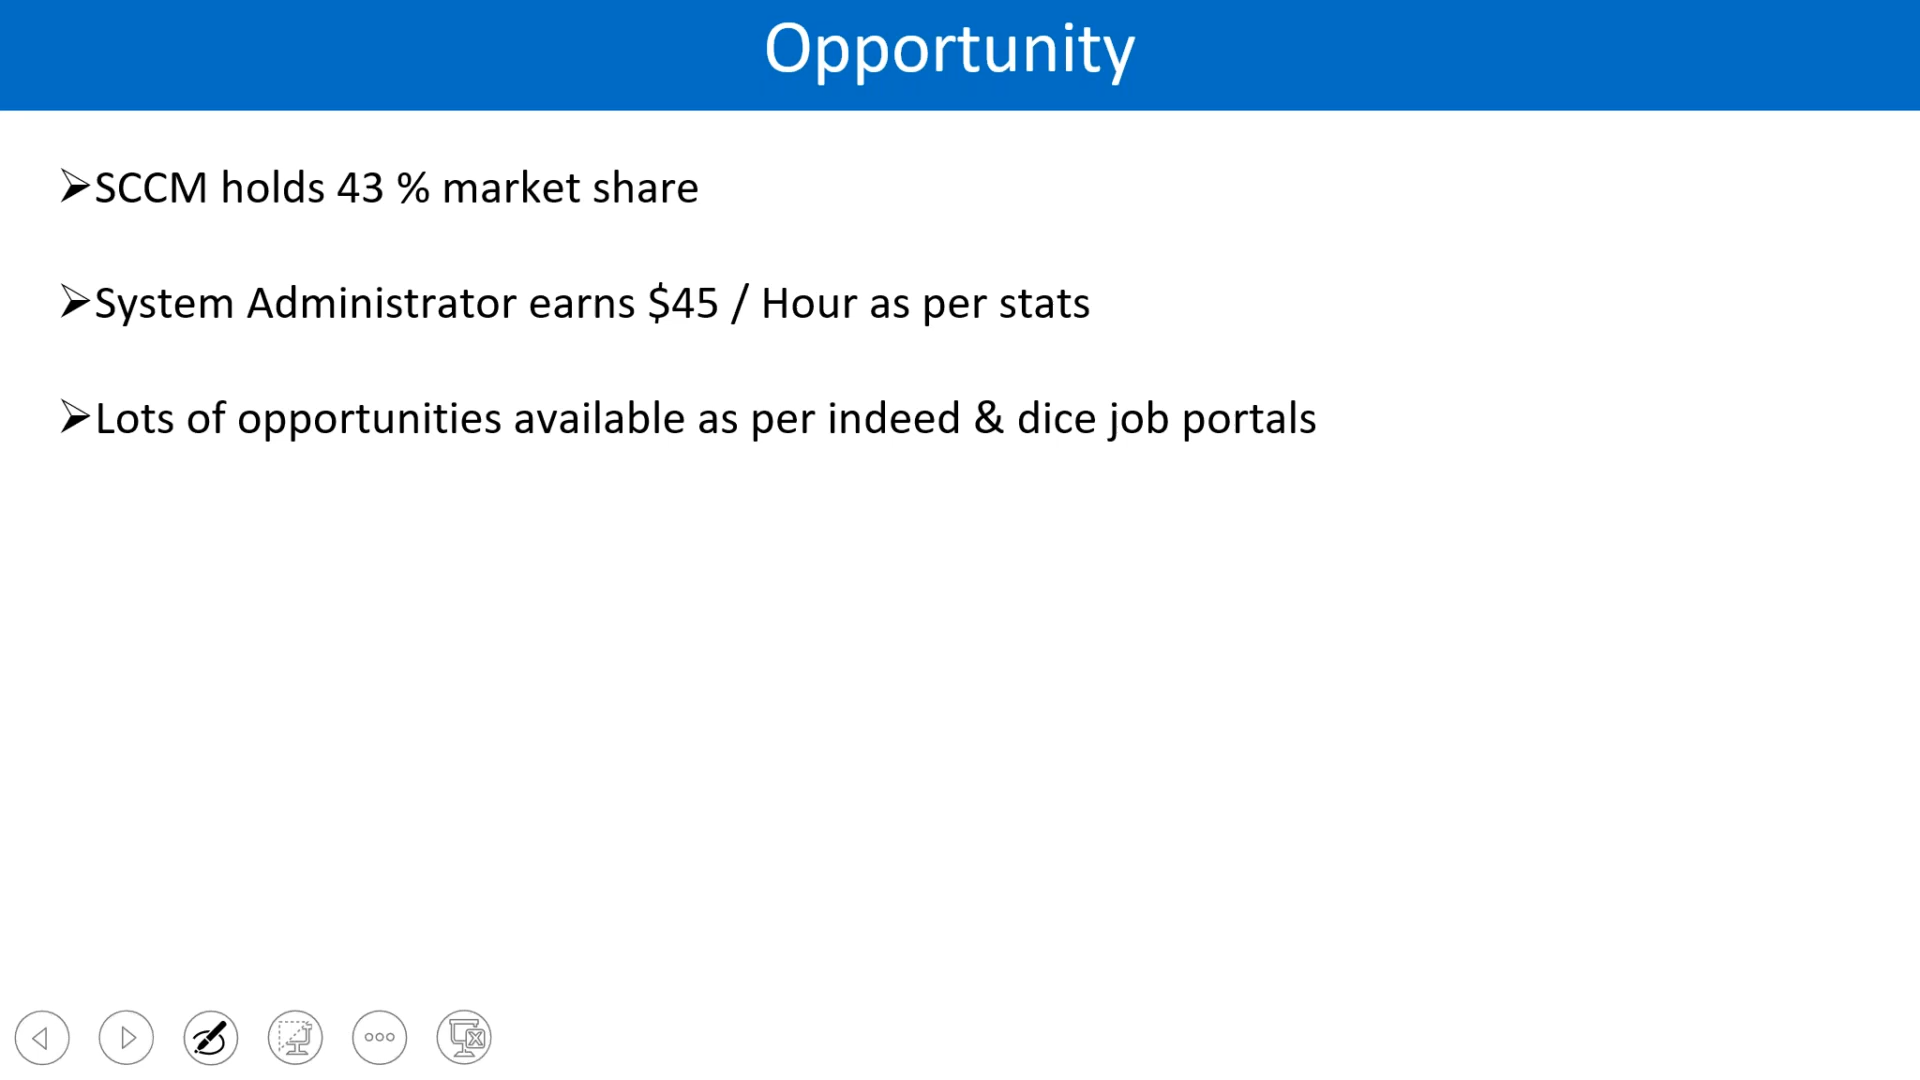 Opportunity
➢SCCM holds 43 % market share
➢System Administrator earns $45 / Hour as per stats
➢Lots of opportunities available as per indeed & dice job portals